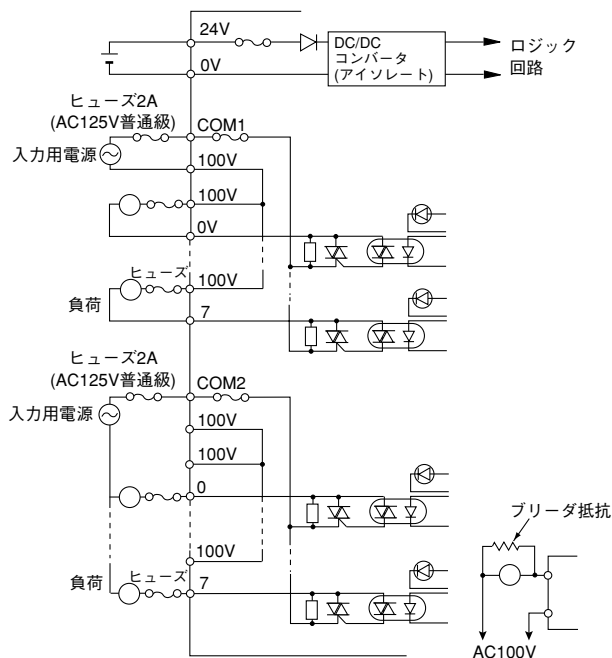 24V
DC/DC
コンバータ
(アイソレート)
ロジック
回路
0V
ヒューズ2A
(AC125V普通級)
COM1
入力用電源
100V
100V
0V
ヒューズ
100V
負荷
7
ヒューズ2A
(AC125V普通級)
COM2
入力用電源
100V
100V
0
ブリーダ抵抗
100V
負荷
ヒューズ
7
AC100V